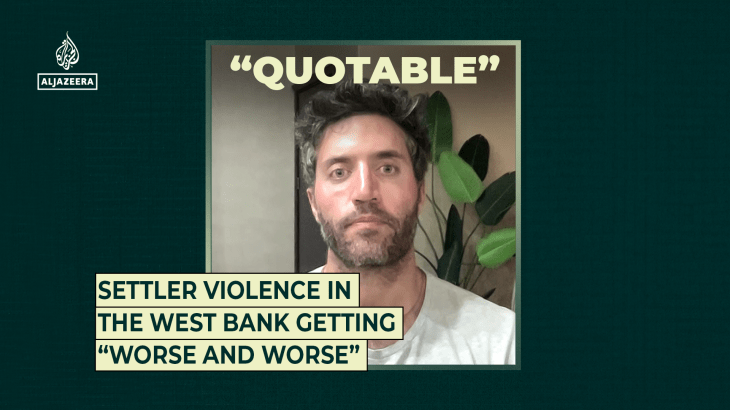 ALJAZEERA
“QUOTABLE”
SETTLER VIOLENCE IN
THE WEST BANK GETTING
“WORSE AND WORSE”